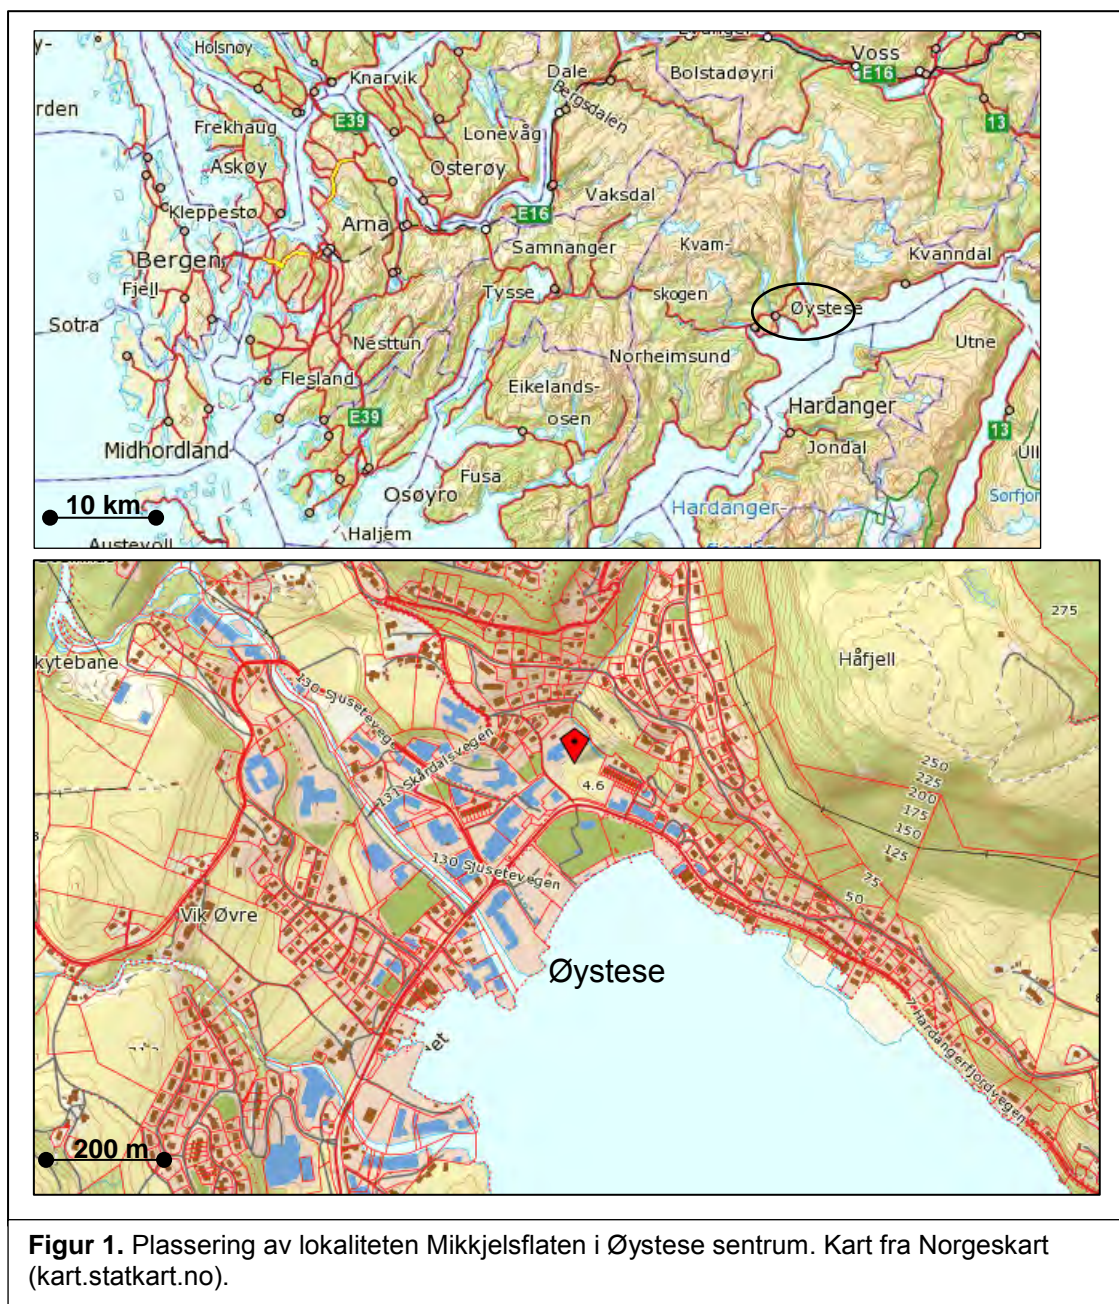 Holsnøy
Knarvik
Dale
Bolstadøyri
Voss
E16
rden
Frekhaug
E39
Lonevåg
Bergsdalen
13
Askøy
Osterøy
Vaksdal
Kleppestø
Arna
E16
Samnanger
Kvam-
skogen
Kvanndal
Bergen
Fjell
Tysse
Øystese
Sotra
Nesttun
Norheimsund
Utne
Flesland
Eikelands-
osen
Hardanger
E39
13
Midhordland
Jondal
Ull
Fusa
Osøyro
Hardanger-
Sørfjor
10 km
Haljem
Austevoll
fjorden
kytebane
275
Håfjell
130 Sjusetevegen
131 Skårdalsvegen
4.6
250
225
200
175
150
125
75
50
130 Sjusetevegen
Vik Øvre
Øystese
7 Hardangerfjordvegen
200 m
Figur 1. Plassering av lokaliteten Mikkjelsflaten i Øystese sentrum. Kart fra Norgeskart
(kart.statkart.no).